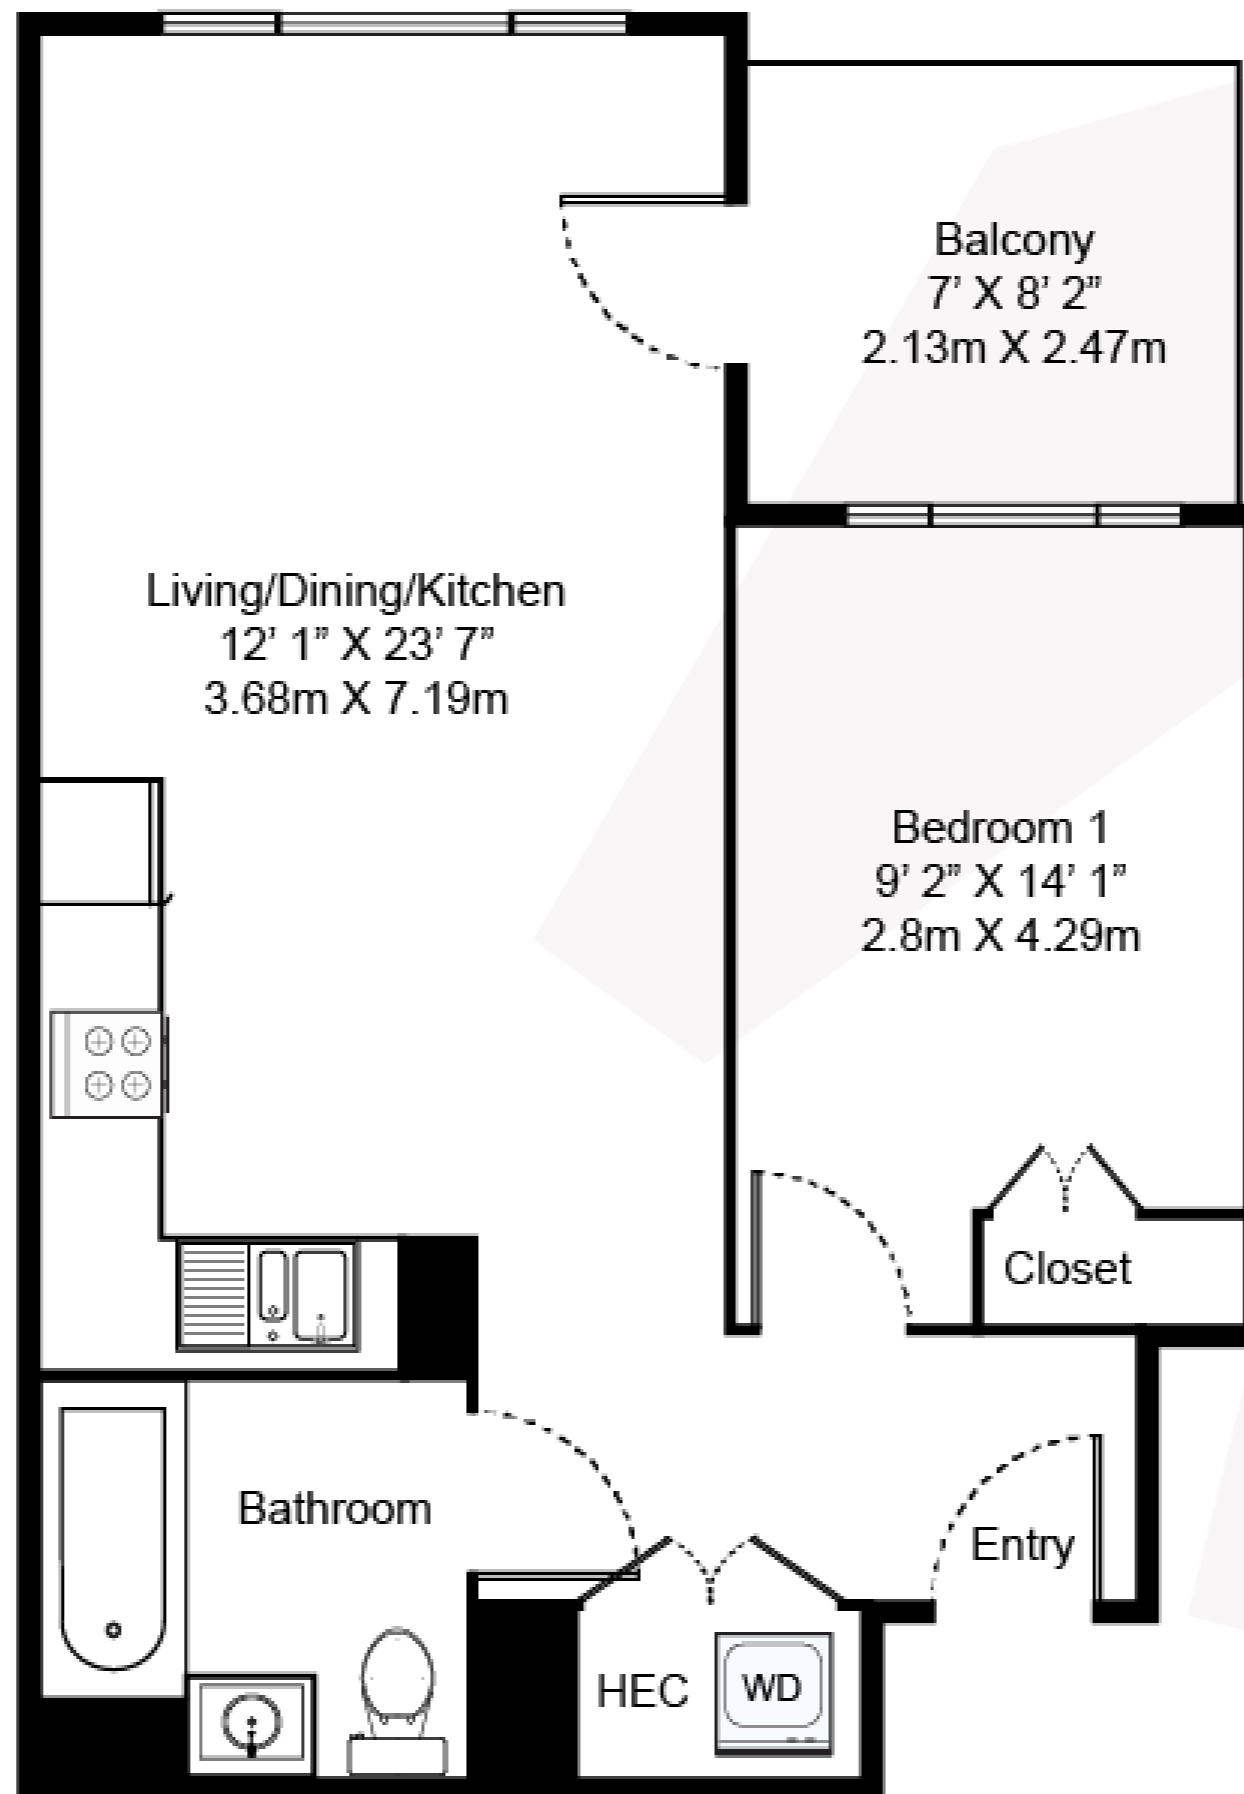 Balcony
7’ X 8’ 2”
2.13m X 2.47m
Living/Dining/Kitchen
12’ 1” X 23’ 7”
3.68m X 7.19m
Bedroom 1
9’ 2” X 14’ 1”
2.8m X 4.29m
Closet
Bathroom
Entry
HEC
WD